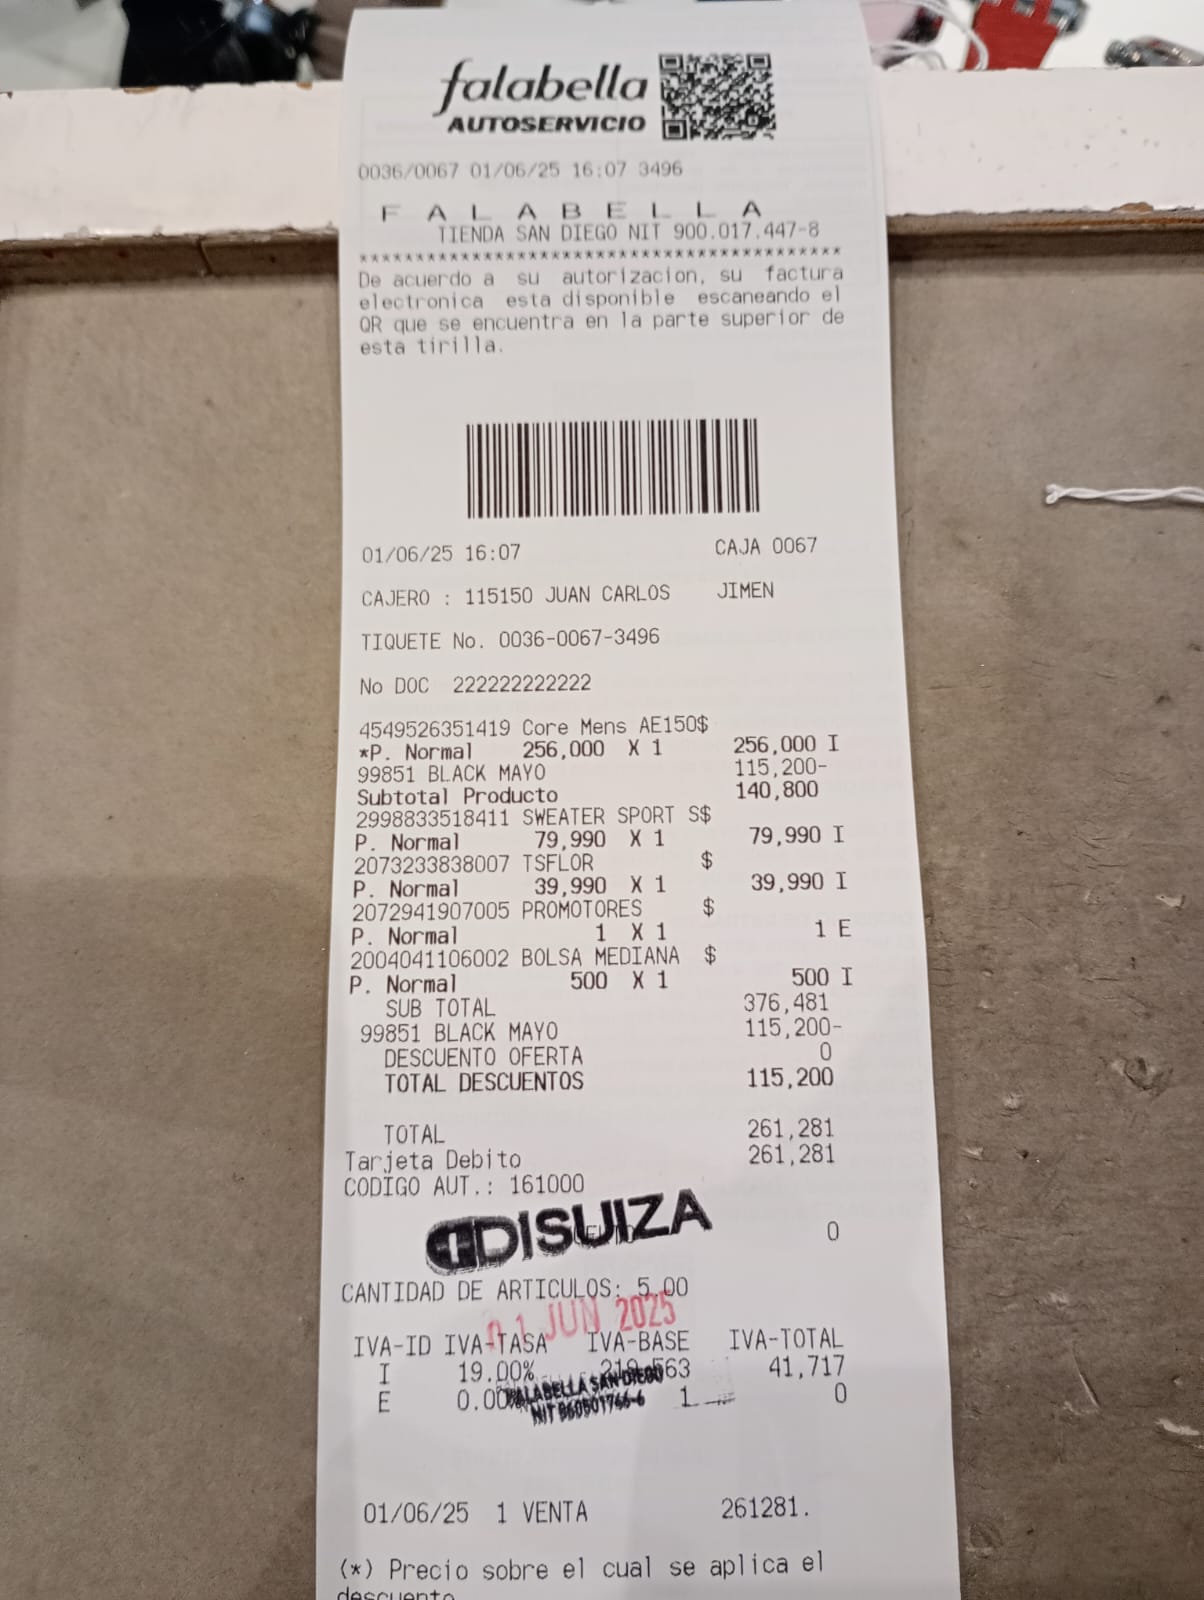 falabella
AUTOSERVICIO
0036/0067 01/06/25 16:07 3496
F A L A B E L L A
TIENDA SAN DIEGO NIT 900.017.447-8
******************************************
De acuerdo a su autorizacion, su factura
electronica esta disponible escaneando el
QR que se encuentra en la parte superior de
esta tirilla.
01/06/25 16:07 CAJA 0067
CAJERO : 115150 JUAN CARLOS JIMEN
TIQUETE No. 0036-0067-3496
No DOC 222222222222
4549526351419 Core Mens AE150$
*P. Normal 256,000 X 1 256,000 I
99851 BLACK MAYO 115,200-
Subtotal Producto 140,800
2998833518411 SWEATER SPORT S$
P. Normal 79,990 X 1 79,990 I
2073233838007 TSFLOR $
P. Normal 39,990 X 1 39,990 I
2072941907005 PROMOTORES $
P. Normal 1 X 1 1 E
2004041106002 BOLSA MEDIANA $
P. Normal 500 X 1 500 I
SUB TOTAL 376,481
99851 BLACK MAYO 115,200-
DESCUENTO OFERTA 0
TOTAL DESCUENTOS 115,200
TOTAL 261,281
Tarjeta Debito 261,281
CODIGO AUT.: 161000
DISUIZA
0
CANTIDAD DE ARTICULOS: 5.00
01 JUN 2025
IVA-ID IVA-TASA IVA-BASE IVA-TOTAL
I 19.00% 219,563 41,717
E 0.00% 1 0
FALABELLA SAN DIEGO
NIT 860501766-6
01/06/25 1 VENTA 261281.
(*) Precio sobre el cual se aplica el
descuento